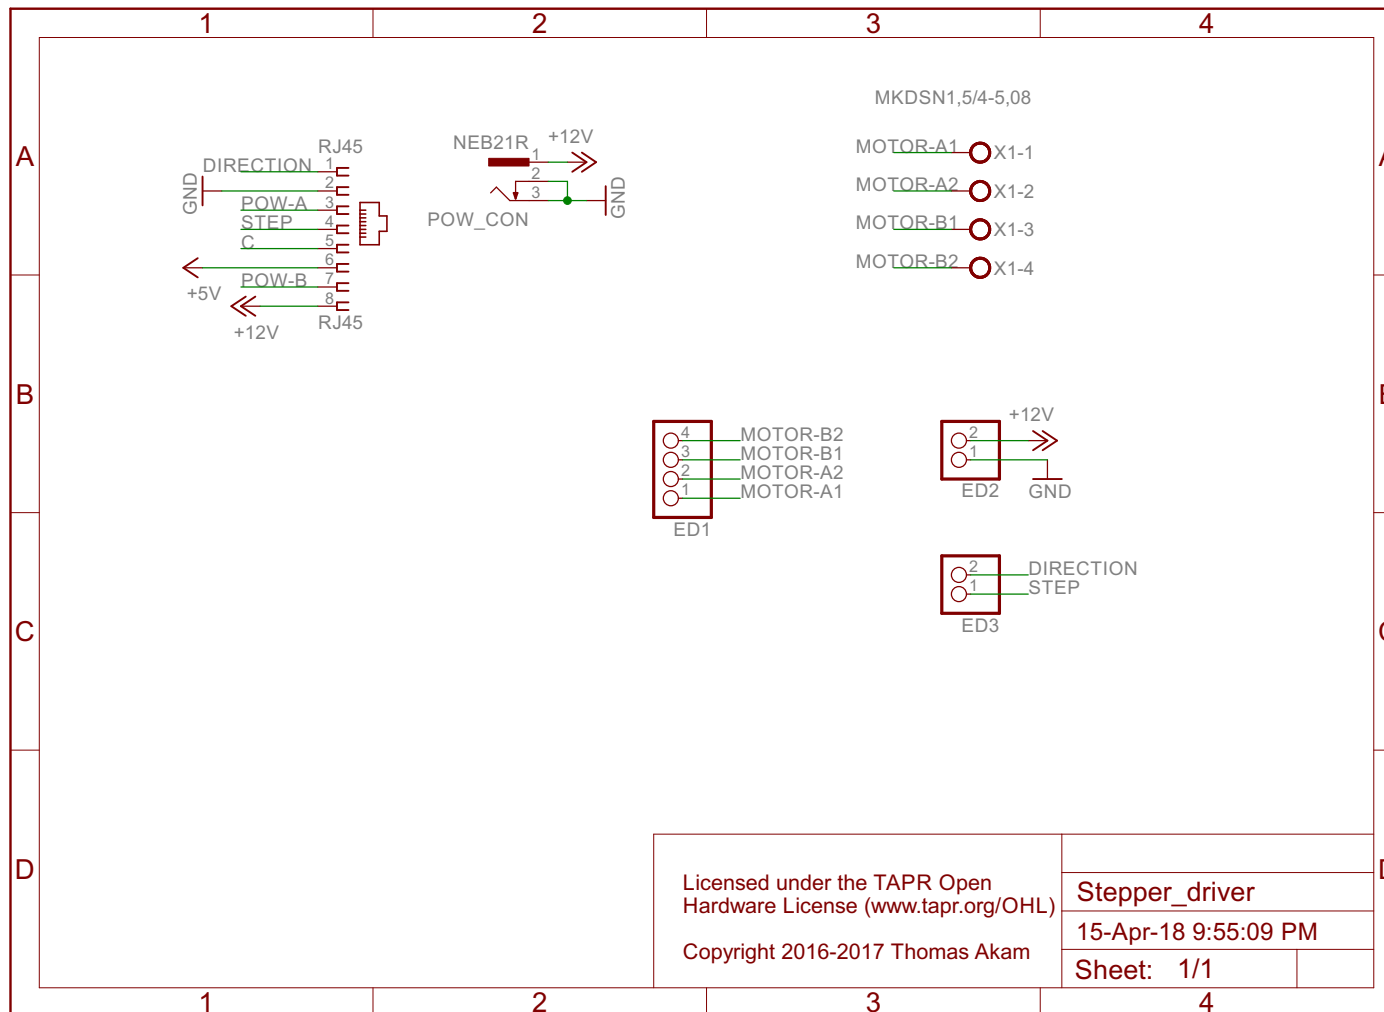 1 2 3 4
A
B
C
D
MKDSN1,5/4-5,08
RJ45
DIRECTION 1
GND 2
POW-A 3
STEP 4
C 5
+5V 6
POW-B 7
+12V 8
RJ45
NEB21R +12V
1
2
3
GND
POW_CON
MOTOR-A1 X1-1
MOTOR-A2 X1-2
MOTOR-B1 X1-3
MOTOR-B2 X1-4
4 MOTOR-B2
3 MOTOR-B1
2 MOTOR-A2
1 MOTOR-A1
ED1
+12V
2
1
ED2 GND
2 DIRECTION
1 STEP
ED3
Licensed under the TAPR Open
Hardware License (www.tapr.org/OHL)
Copyright 2016-2017 Thomas Akam
Stepper_driver
15-Apr-18 9:55:09 PM
Sheet: 1/1
1 2 3 4